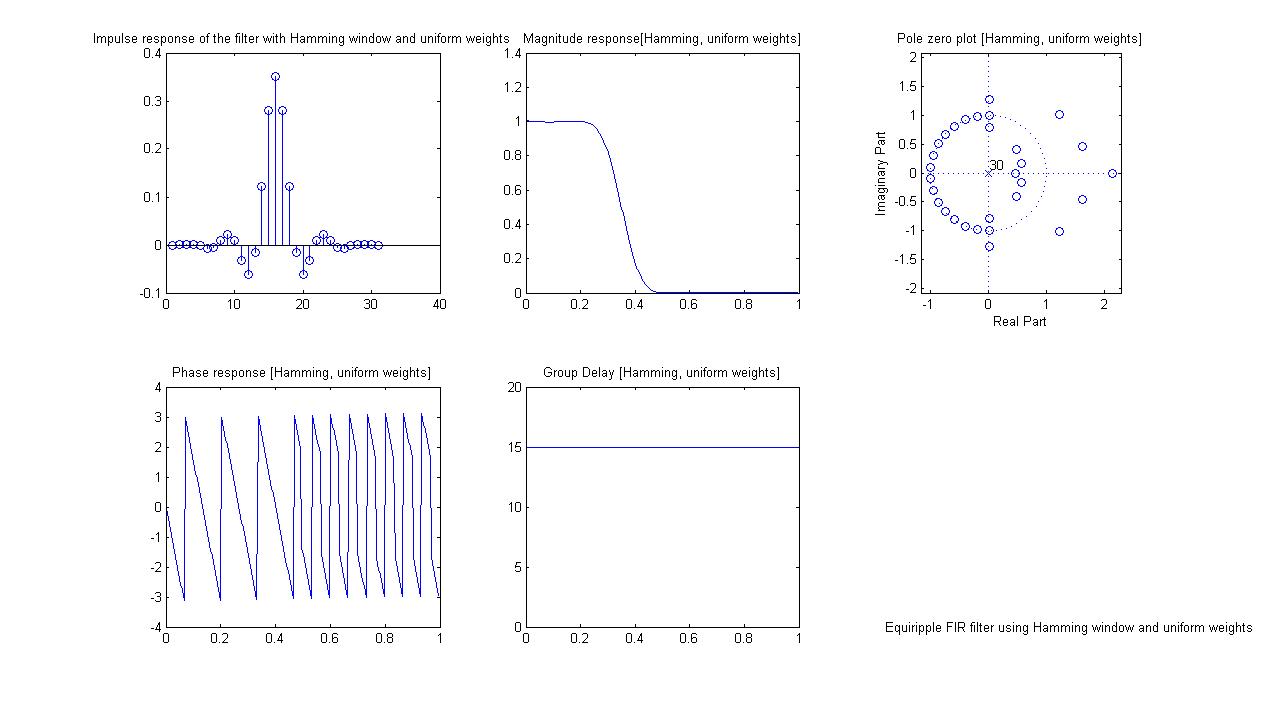 Impulse response of the filter with Hamming window and uniform weights
0.4
0.3
0.2
0.1
0
-0.1
0 10 20 30 40
Magnitude response[Hamming, uniform weights]
1.4
1.2
1
0.8
0.6
0.4
0.2
0
0 0.2 0.4 0.6 0.8 1
Pole zero plot [Hamming, uniform weights]
Imaginary Part
2
1.5
1
0.5
0
-0.5
-1
-1.5
-2
30
-1 0 1 2
Real Part
Phase response [Hamming, uniform weights]
4
3
2
1
0
-1
-2
-3
-4
0 0.2 0.4 0.6 0.8 1
Group Delay [Hamming, uniform weights]
20
15
10
5
0
0 0.2 0.4 0.6 0.8 1
Equiripple FIR filter using Hamming window and uniform weights